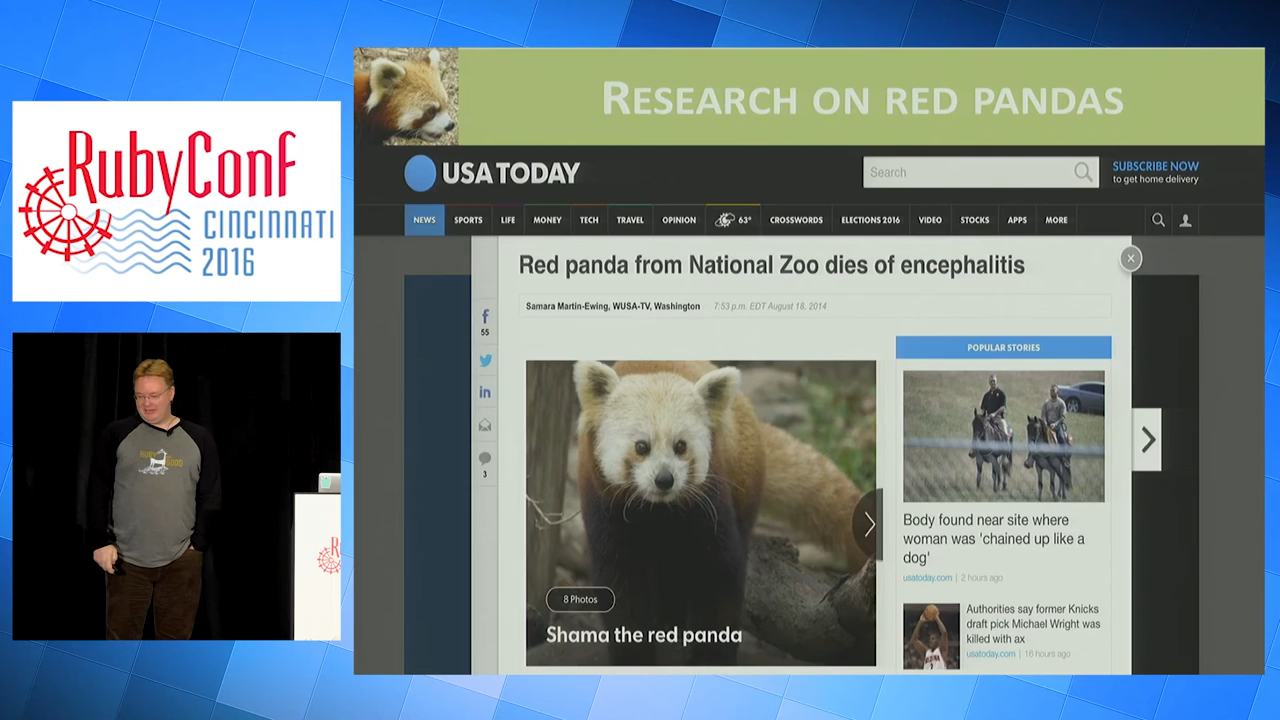 RubyConf
CINCINNATI
2016
RUBY
GOOD
RESEARCH ON RED PANDAS
USA TODAY
Search
SUBSCRIBE NOW
to get home delivery
NEWS SPORTS LIFE MONEY TECH TRAVEL OPINION 63° CROSSWORDS ELECTIONS 2016 VIDEO STOCKS APPS MORE
Red panda from National Zoo dies of encephalitis
Samara Martin-Ewing, WUSA-TV, Washington 7:53 p.m. EDT August 18, 2014
55
3
8 Photos
Shama the red panda
POPULAR STORIES
Body found near site where
woman was 'chained up like a
dog'
usatoday.com | 2 hours ago
Authorities say former Knicks
draft pick Michael Wright was
killed with ax
usatoday.com | 16 hours ago